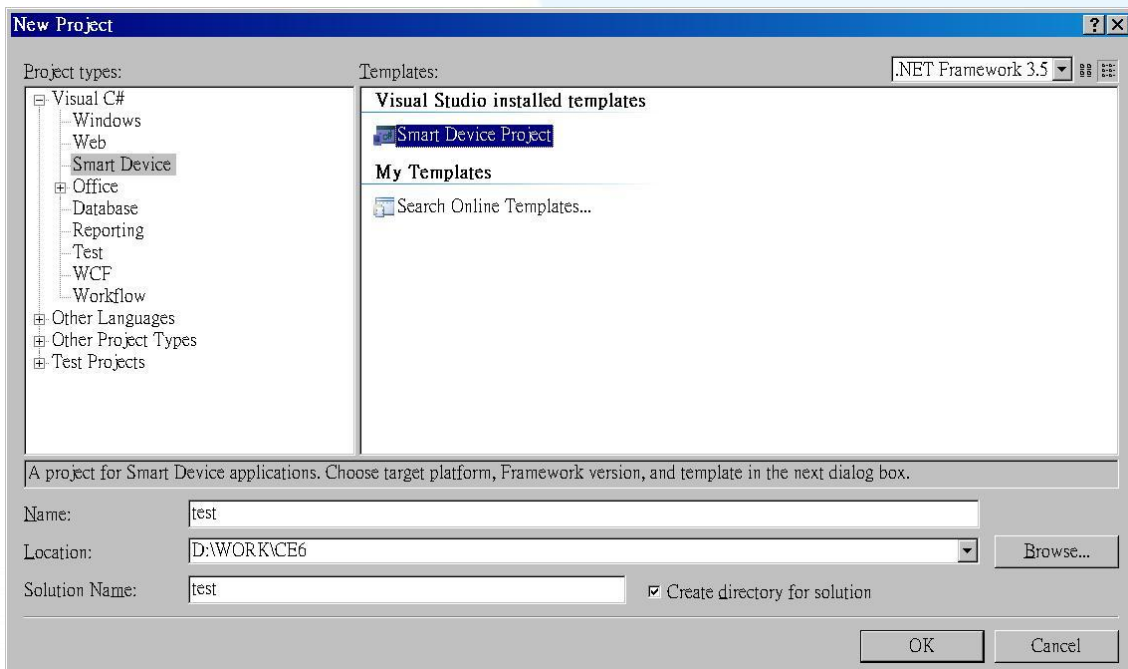 New Project
Project types:
Templates:
.NET Framework 3.5
Visual C#
Windows
Web
Smart Device
Office
Database
Reporting
Test
WCF
Workflow
Other Languages
Other Project Types
Test Projects
Visual Studio installed templates
Smart Device Project
My Templates
Search Online Templates...
A project for Smart Device applications. Choose target platform, Framework version, and template in the next dialog box.
Name:
test
Location:
D:\WORK\CE6
Browse...
Solution Name:
test
Create directory for solution
OK
Cancel